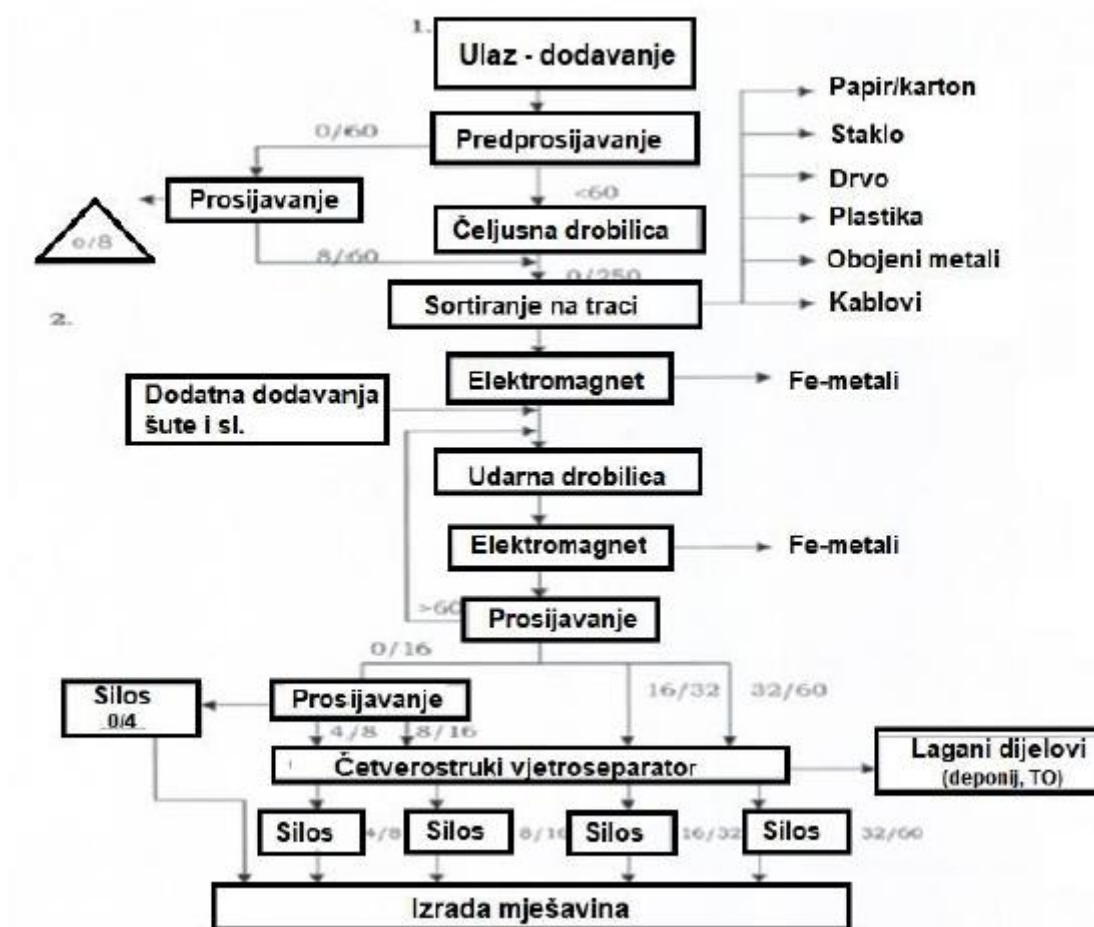 1.
Ulaz - dodavanje
Papir/karton
0/60
Predprosijavanje
Staklo
Prosijavanje
<60
Drvo
0/8
Čeljusna drobilica
Plastika
8/60
0/250
Obojeni metali
2.
Sortiranje na traci
Kablovi
Elektromagnet
Fe-metali
Dodatna dodavanja
šute i sl.
Udarna drobilica
Elektromagnet
Fe-metali
>60
Prosijavanje
0/16
Silos
0/4
Prosijavanje
16/32
32/60
4/8
8/16
Četverostruki vjetroseparator
Lagani dijelovi
(deponij, TO)
Silos
4/8
Silos
8/16
Silos
16/32
Silos
32/60
Izrada mješavina